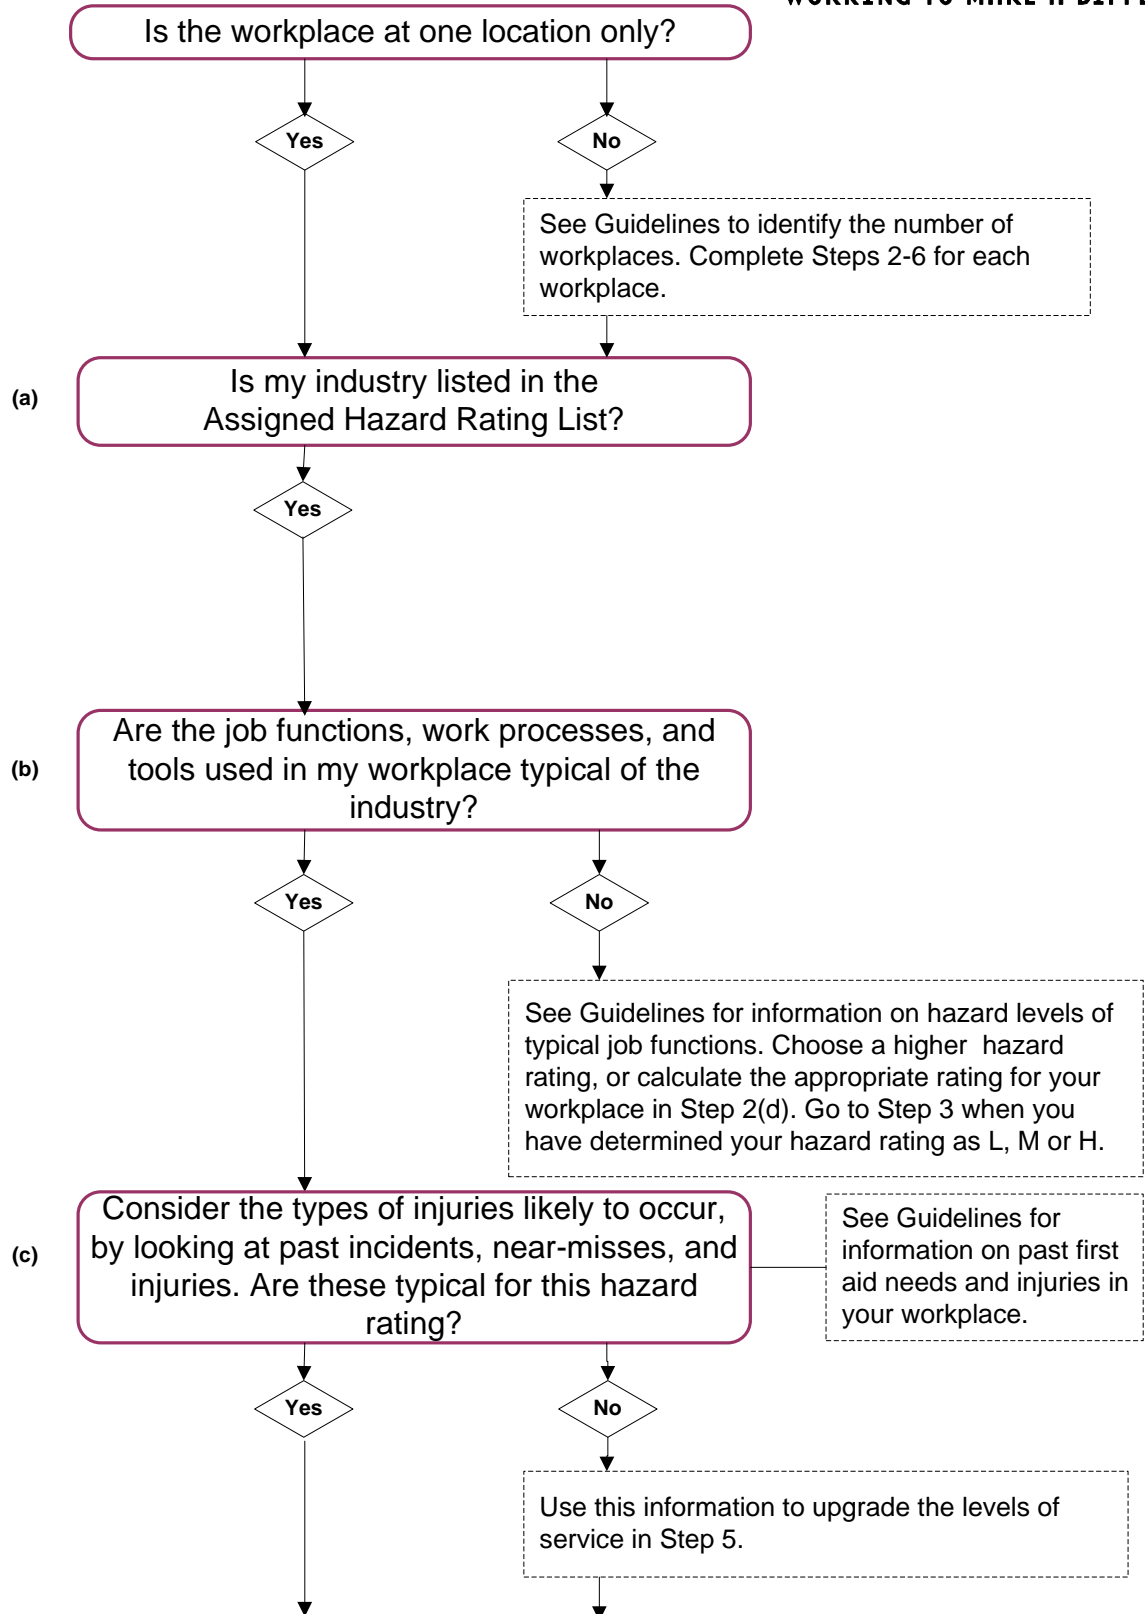 WORKING TO MAKE A
Is the workplace at one location only?
Yes
No
See Guidelines to identify the number of
workplaces. Complete Steps 2-6 for each
workplace.
(a)
Is my industry listed in the
Assigned Hazard Rating List?
Yes
(b)
Are the job functions, work processes, and
tools used in my workplace typical of the
industry?
Yes
No
See Guidelines for information on hazard levels of
typical job functions. Choose a higher  hazard
rating, or calculate the appropriate rating for your
workplace in Step 2(d). Go to Step 3 when you
have determined your hazard rating as L, M or H.
(c)
Consider the types of injuries likely to occur,
by looking at past incidents, near-misses, and
injuries. Are these typical for this hazard
rating?
See Guidelines for
information on past first
aid needs and injuries in
your workplace.
Yes
No
Use this information to upgrade the levels of
service in Step 5.